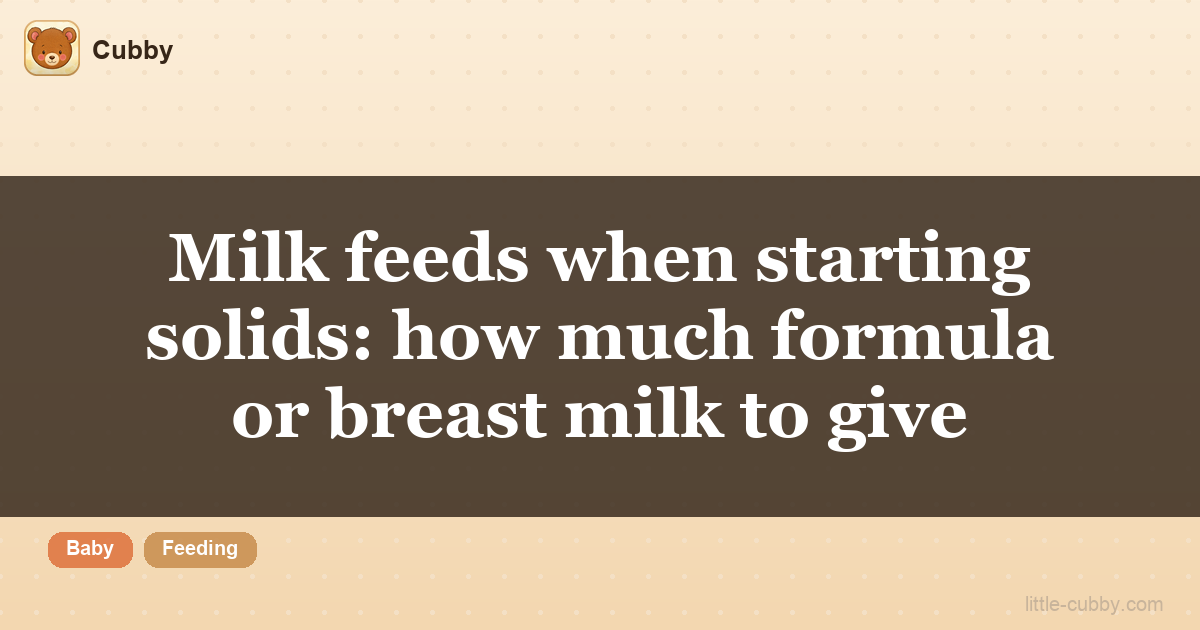 Cubby
Milk feeds when starting
solids: how much formula
or breast milk to give
Baby
Feeding
little-cubby.com